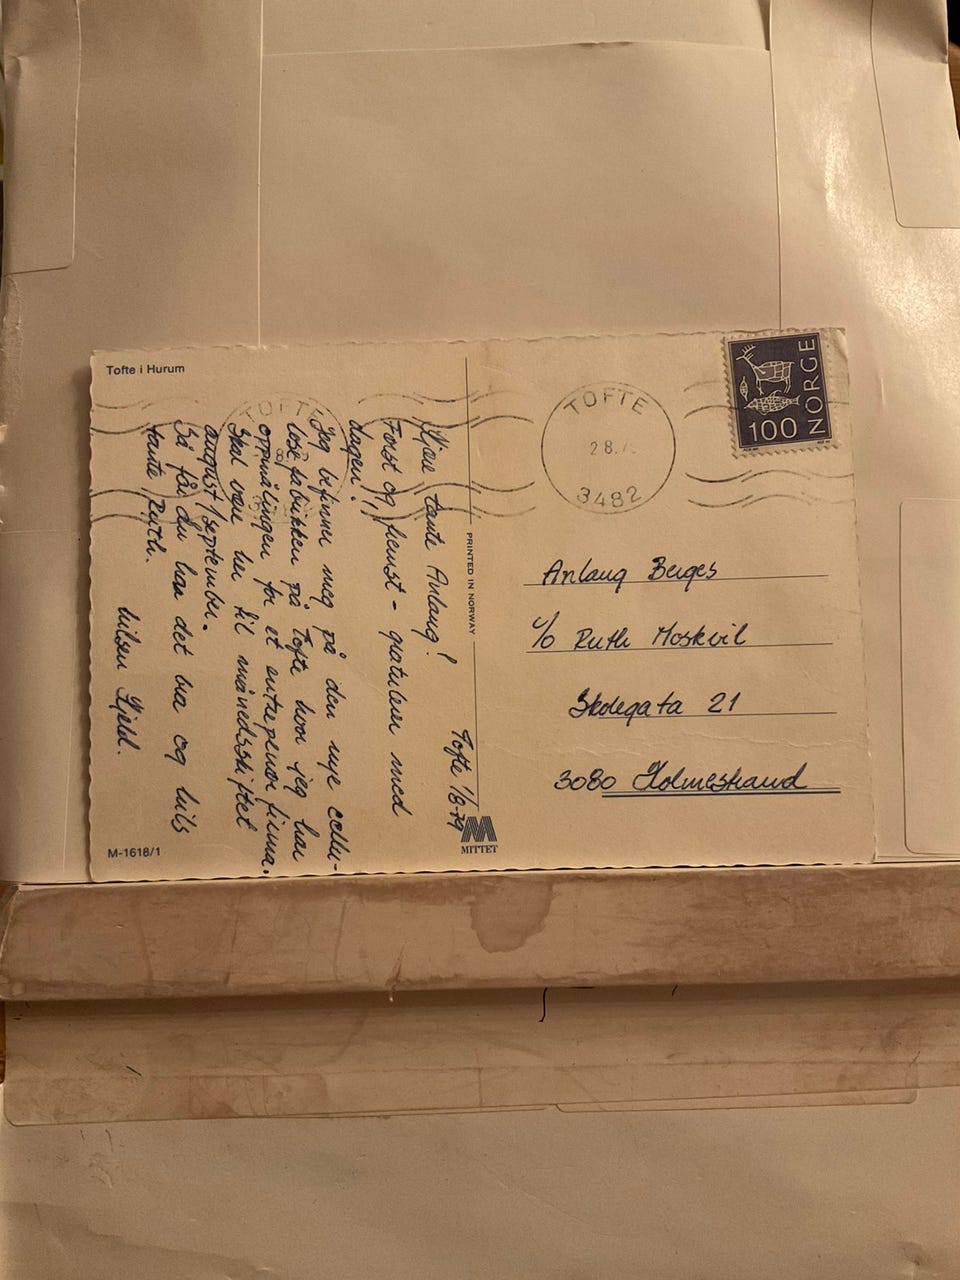 Tofte i Hurum
Tofte 1/8-79
Kjære tante Anlaug!
Først og fremst - gratulerer med
dagen!
Jeg befinner meg på den nye cellu-
losefabrikken på Tofte hvor jeg har
oppmålingen for et entreprenørfirma.
Skal være her til månedsskiftet
august/september.
Så får du ha det bra og hils
tante Ruth.
hilsen Kjeld.
M-1618/1
PRINTED IN NORWAY
MITTET
TOFTE
TOFTE
28.7
3482
NORGE
100
Anlaug Berges
c/o Ruth Moskvil
Skolegata 21
3080 Holmestrand